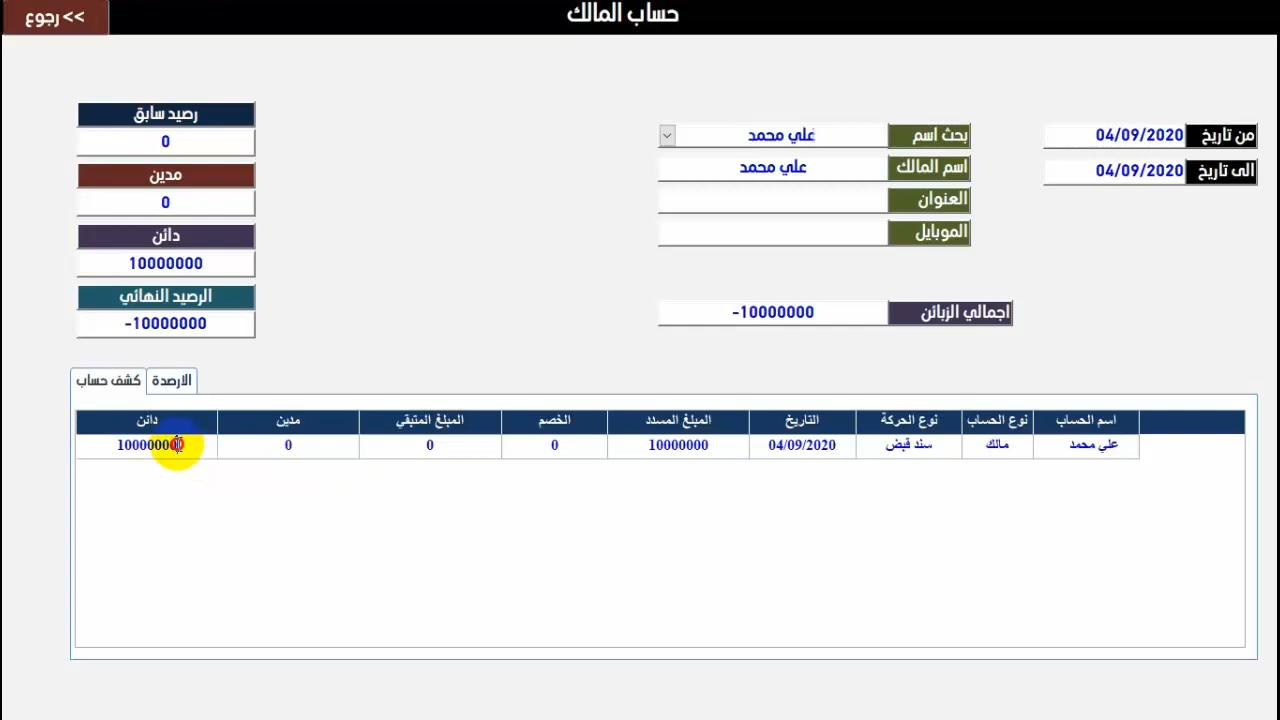 حساب المالك
>> رجوع
من تاريخ 04/09/2020
الى تاريخ 04/09/2020
بحث اسم علي محمد
اسم المالك علي محمد
العنوان
الموبايل
اجمالي الزبائن -10000000
رصيد سابق
0
مدين
0
دائن
10000000
الرصيد النهائي
-10000000
الارصدة كشف حساب
اسم الحساب نوع الحساب نوع الحركة التاريخ المبلغ المسدد الخصم المبلغ المتبقي مدين دائن
علي محمد مالك سند قبض 04/09/2020 10000000 0 0 0 10000000